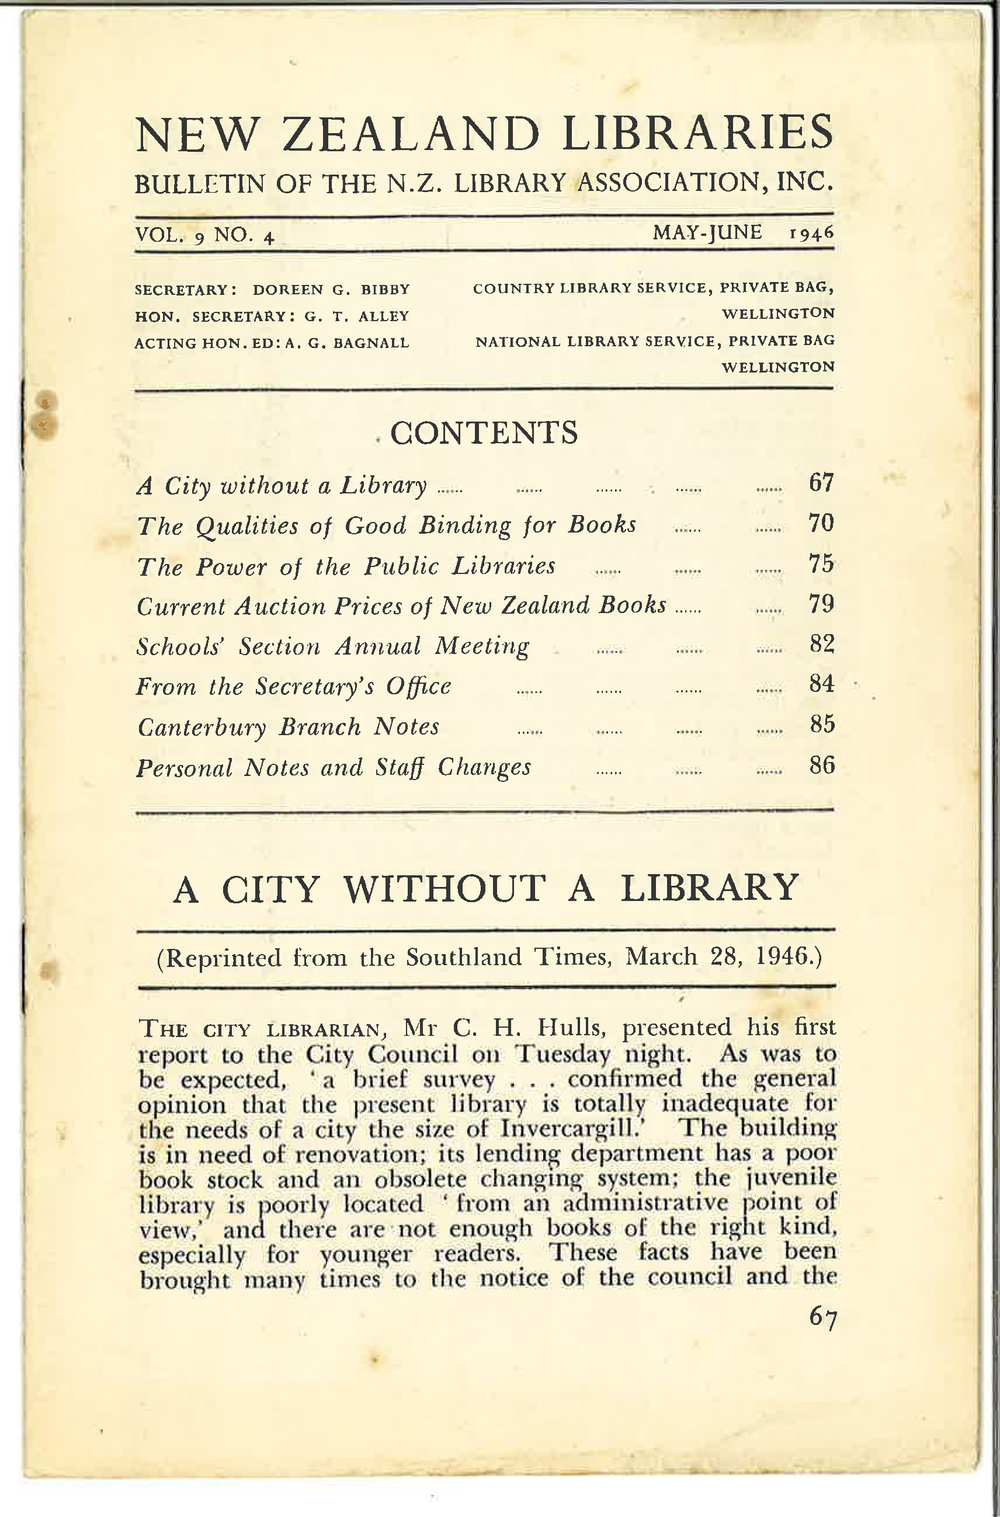 NEW ZEALAND LIBRARIES
BULLETIN OF THE N.Z. LIBRARY ASSOCIATION, INC.
VOL. 9 NO. 4 MAY-JUNE 1946
SECRETARY: DOREEN G. BIBBY COUNTRY LIBRARY SERVICE, PRIVATE BAG,
HON. SECRETARY: G. T. ALLEY WELLINGTON
ACTING HON. ED: A. G. BAGNALL NATIONAL LIBRARY SERVICE, PRIVATE BAG
WELLINGTON
CONTENTS
A City without a Library ...... ...... ...... ...... ...... 67
The Qualities of Good Binding for Books ...... ...... 70
The Power of the Public Libraries ...... ...... ...... 75
Current Auction Prices of New Zealand Books ...... ...... 79
Schools' Section Annual Meeting ...... ...... ...... 82
From the Secretary's Office ...... ...... ...... ...... 84
Canterbury Branch Notes ...... ...... ...... ...... 85
Personal Notes and Staff Changes ...... ...... ...... 86
A CITY WITHOUT A LIBRARY
(Reprinted from the Southland Times, March 28, 1946.)
THE CITY LIBRARIAN, Mr C. H. Hulls, presented his first
report to the City Council on Tuesday night. As was to
be expected, ' a brief survey . . . confirmed the general
opinion that the present library is totally inadequate for
the needs of a city the size of Invercargill.' The building
is in need of renovation; its lending department has a poor
book stock and an obsolete changing system; the juvenile
library is poorly located ' from an administrative point of
view,' and there are not enough books of the right kind,
especially for younger readers. These facts have been
brought many times to the notice of the council and the
67